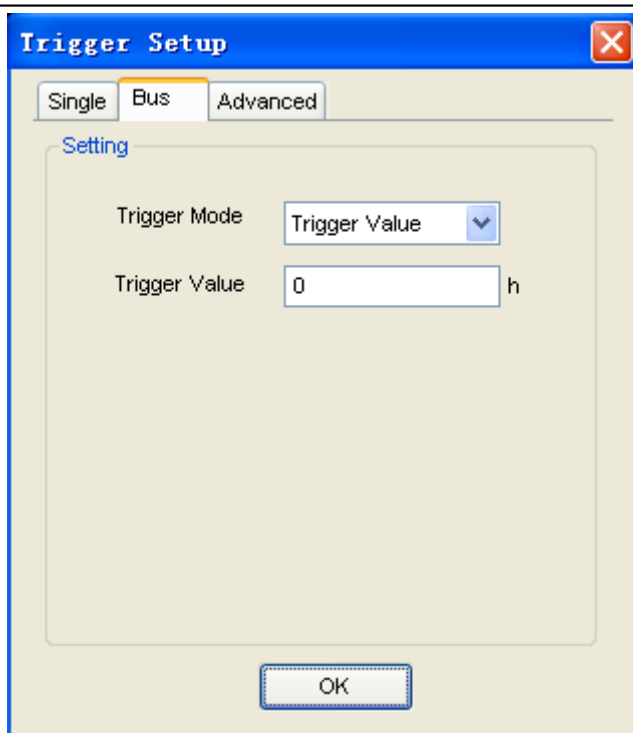 Trigger Setup
Single Bus Advanced
Setting
Trigger Mode Trigger Value
Trigger Value 0 h
OK